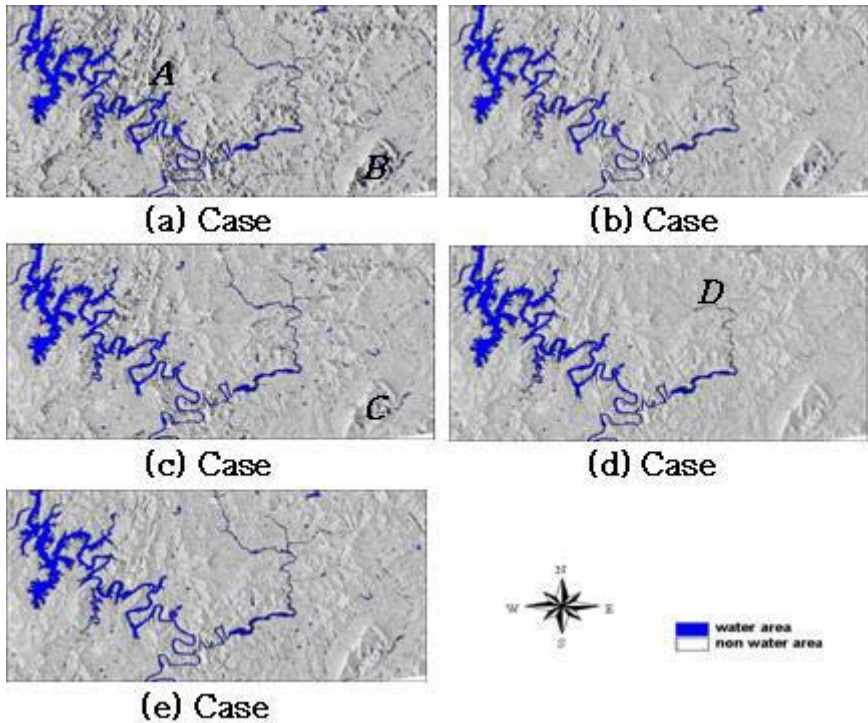 A
B
(a) Case
(b) Case
C
(c) Case
D
(d) Case
(e) Case
N
W E
S
water area
non water area